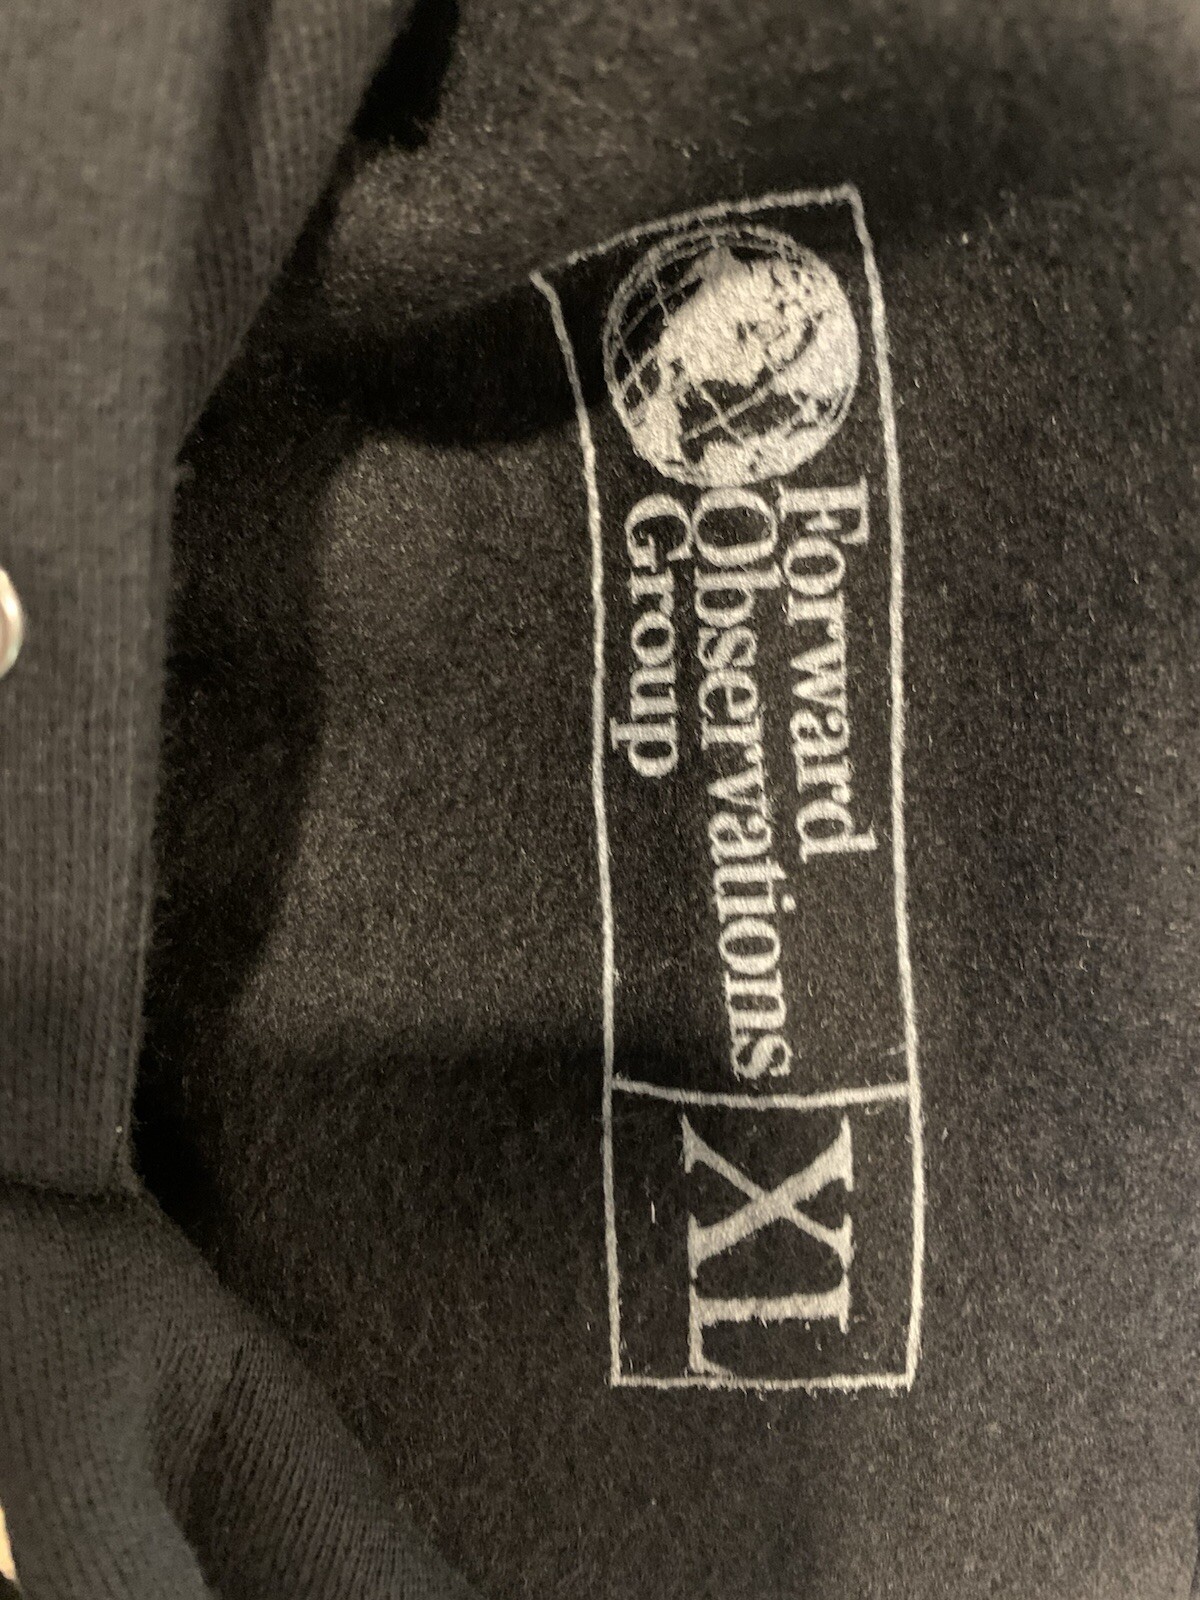 Forward
Observations
Group
XL